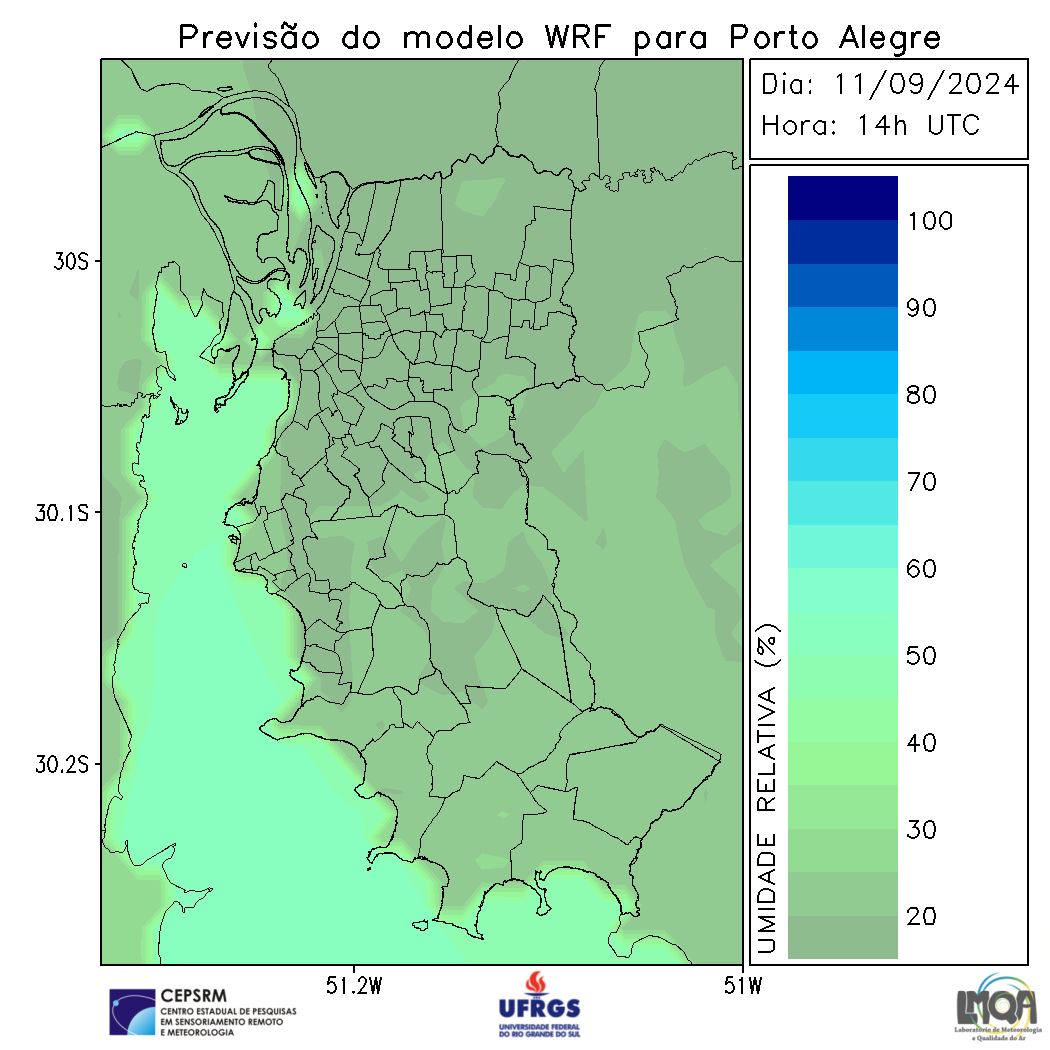 Previsão do modelo WRF para Porto Alegre
Dia: 11/09/2024
Hora: 14h UTC
30S
30.1S
30.2S
51.2W
51W
100
90
80
70
60
50
40
30
20
UMIDADE RELATIVA (%)
CEPSRM
CENTRO ESTADUAL DE PESQUISAS
EM SENSORIAMENTO REMOTO
E METEOROLOGIA
UFRGS
UNIVERSIDADE FEDERAL
DO RIO GRANDE DO SUL
LMQA
Laboratório de Meteorologia
e Qualidade do Ar